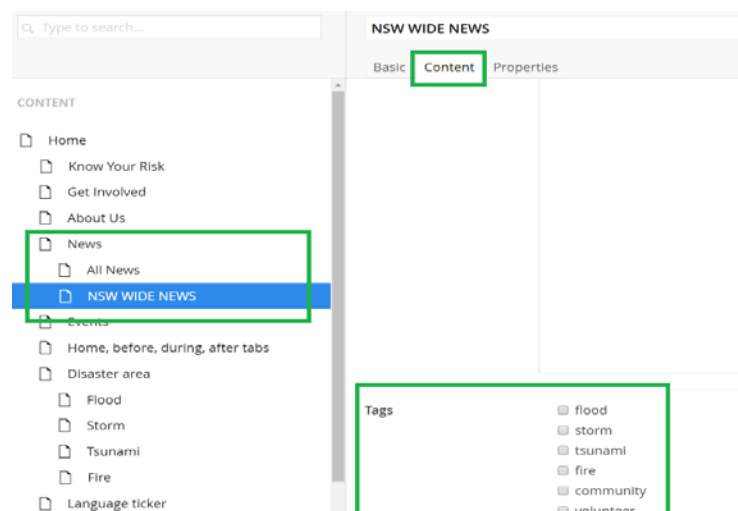 Type to search...
CONTENT
Home
Know Your Risk
Get Involved
About Us
News
All News
NSW WIDE NEWS
Events
Home, before, during, after tabs
Disaster area
Flood
Storm
Tsunami
Fire
Language ticker
NSW WIDE NEWS
Basic Content Properties
Tags
flood
storm
tsunami
fire
community
volunteer